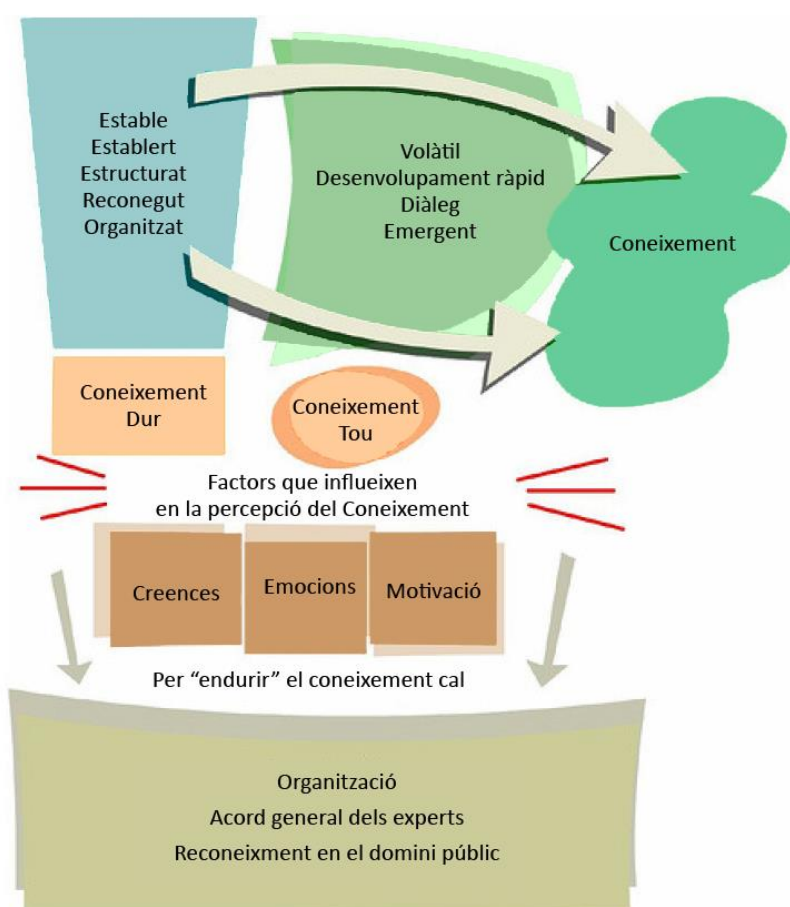 Estable
Establert
Estructurat
Reconegut
Organitzat
Volàtil
Desenvolupament ràpid
Diàleg
Emergent
Coneixement
Coneixement
Dur
Coneixement
Tou
Factors que influeixen
en la percepció del Coneixement
Creences
Emocions
Motivació
Per “endurir” el coneixement cal
Organització
Acord general dels experts
Reconeixment en el domini públic